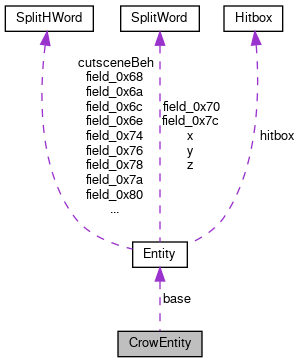 SplitHWord
SplitWord
Hitbox
cutsceneBeh
field_0x68
field_0x6a
field_0x6c
field_0x6e
field_0x74
field_0x76
field_0x78
field_0x7a
field_0x80
...
field_0x70
field_0x7c
x
y
z
hitbox
Entity
base
CrowEntity